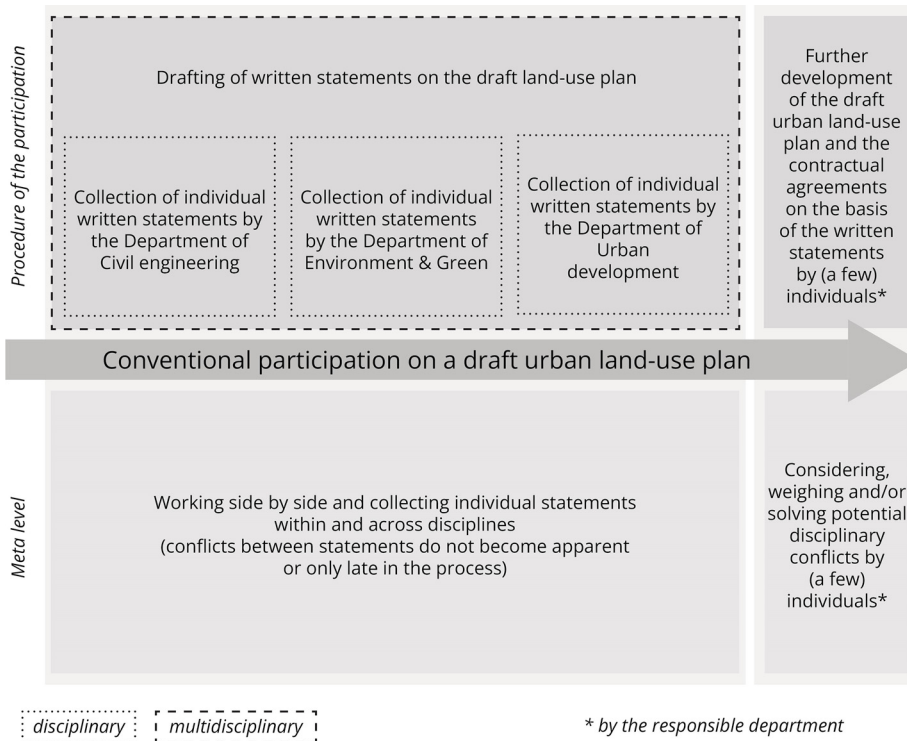 Procedure of the participation
Drafting of written statements on the draft land-use plan
Collection of individual
written statements by
the Department of
Civil engineering
Collection of individual
written statements
by the Department of
Environment & Green
Collection of individual
written statements by
the Department of
Urban
development
Further
development
of the draft
urban land-use
plan and the
contractual
agreements
on the basis
of the written
statements
by (a few)
individuals*
Conventional participation on a draft urban land-use plan
Meta level
Working side by side and collecting individual statements
within and across disciplines
(conflicts between statements do not become apparent
or only late in the process)
Considering,
weighing and/or
solving potential
disciplinary
conflicts by
(a few)
individuals*
disciplinary
multidisciplinary
* by the responsible department